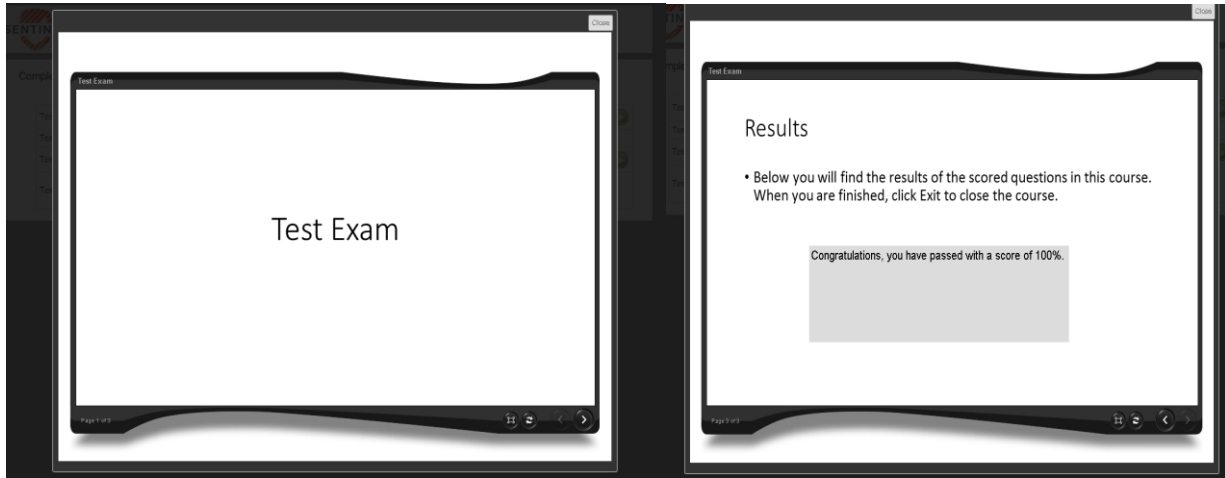 Close
Test Exam
Test Exam
Page 1 of 3
Close
Test Exam
Results
• Below you will find the results of the scored questions in this course.
When you are finished, click Exit to close the course.
Congratulations, you have passed with a score of 100%.
Page 3 of 3